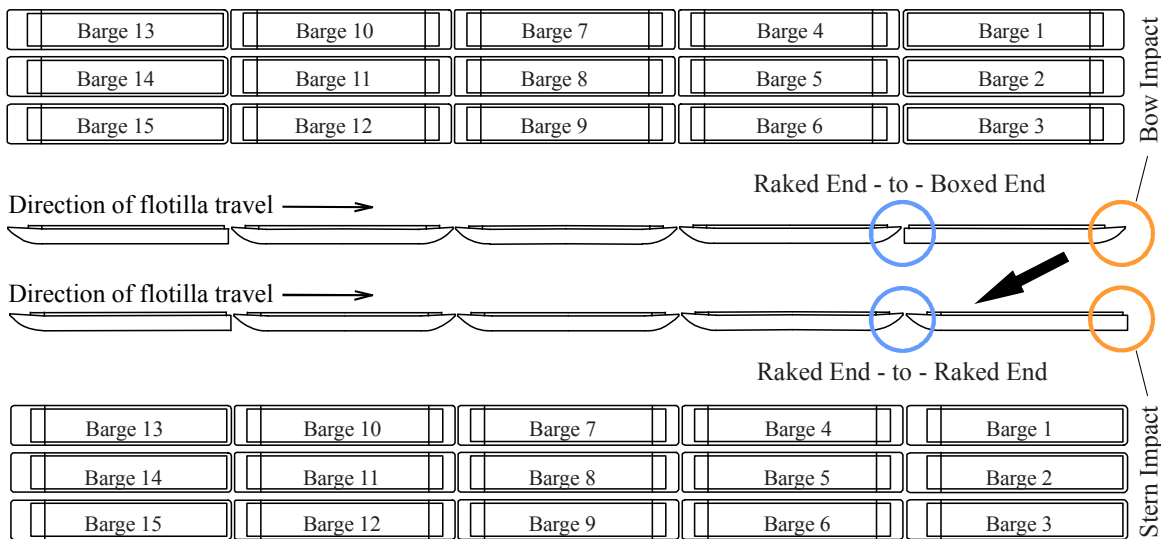 Barge 13 Barge 10 Barge 7 Barge 4 Barge 1
Barge 14 Barge 11 Barge 8 Barge 5 Barge 2
Barge 15 Barge 12 Barge 9 Barge 6 Barge 3
Bow Impact
Raked End - to - Boxed End
Direction of flotilla travel
Direction of flotilla travel
Raked End - to - Raked End
Barge 13 Barge 10 Barge 7 Barge 4 Barge 1
Barge 14 Barge 11 Barge 8 Barge 5 Barge 2
Barge 15 Barge 12 Barge 9 Barge 6 Barge 3
Stern Impact